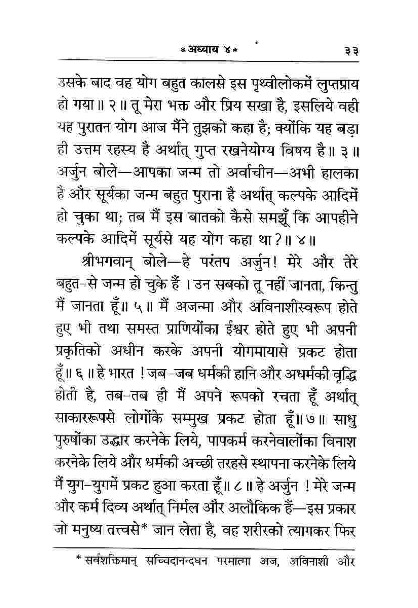 *अध्याय ४*
३३
उसके बाद वह योग बहुत कालसे इस पृथ्वीलोकमें लुप्तप्राय
हो गया॥ २॥ तू मेरा भक्त और प्रिय सखा है, इसलिये वही
यह पुरातन योग आज मैंने तुझको कहा है; क्योंकि यह बड़ा
ही उत्तम रहस्य है अर्थात् गुप्त रखनेयोग्य विषय है॥ ३॥
अर्जुन बोले—आपका जन्म तो अर्वाचीन—अभी हालका
है और सूर्यका जन्म बहुत पुराना है अर्थात् कल्पके आदिमें
हो चुका था; तब मैं इस बातको कैसे समझूँ कि आपहीने
कल्पके आदिमें सूर्यसे यह योग कहा था?॥ ४॥
श्रीभगवान् बोले—हे परंतप अर्जुन! मेरे और तेरे
बहुत-से जन्म हो चुके हैं। उन सबको तू नहीं जानता, किन्तु
मैं जानता हूँ॥ ५॥ मैं अजन्मा और अविनाशीस्वरूप होते
हुए भी तथा समस्त प्राणियोंका ईश्वर होते हुए भी अपनी
प्रकृतिको अधीन करके अपनी योगमायासे प्रकट होता
हूँ॥ ६॥ हे भारत! जब-जब धर्मकी हानि और अधर्मकी वृद्धि
होती है, तब-तब ही मैं अपने रूपको रचता हूँ अर्थात्
साकाररूपसे लोगोंके सम्मुख प्रकट होता हूँ॥ ७॥ साधु
पुरुषोंका उद्धार करनेके लिये, पापकर्म करनेवालोंका विनाश
करनेके लिये और धर्मकी अच्छी तरहसे स्थापना करनेके लिये
मैं युग-युगमें प्रकट हुआ करता हूँ॥ ८॥ हे अर्जुन! मेरे जन्म
और कर्म दिव्य अर्थात् निर्मल और अलौकिक हैं—इस प्रकार
जो मनुष्य तत्त्वसे* जान लेता है, वह शरीरको त्यागकर फिर
* सर्वशक्तिमान् सच्चिदानन्दघन परमात्मा अज, अविनाशी और